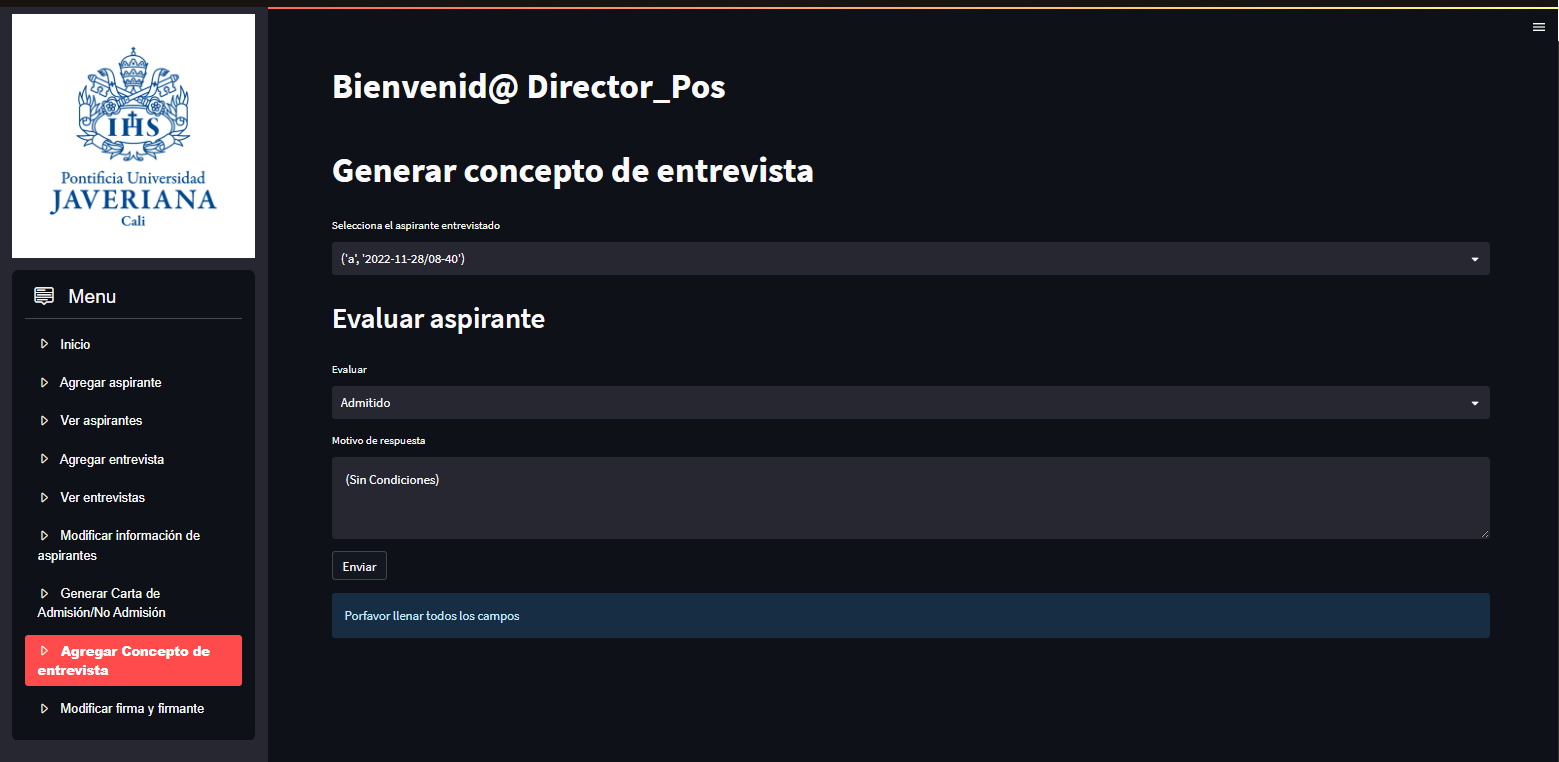 IHS
Pontificia Universidad
JAVERIANA
Cali
Menu
Inicio
Agregar aspirante
Ver aspirantes
Agregar entrevista
Ver entrevistas
Modificar información de
aspirantes
Generar Carta de
Admisión/No Admisión
Agregar Concepto de
entrevista
Modificar firma y firmante
Bienvenid@ Director_Pos
Generar concepto de entrevista
Selecciona el aspirante entrevistado
('a', '2022-11-28/08-40')
Evaluar aspirante
Evaluar
Admitido
Motivo de respuesta
(Sin Condiciones)
Enviar
Porfavor llenar todos los campos